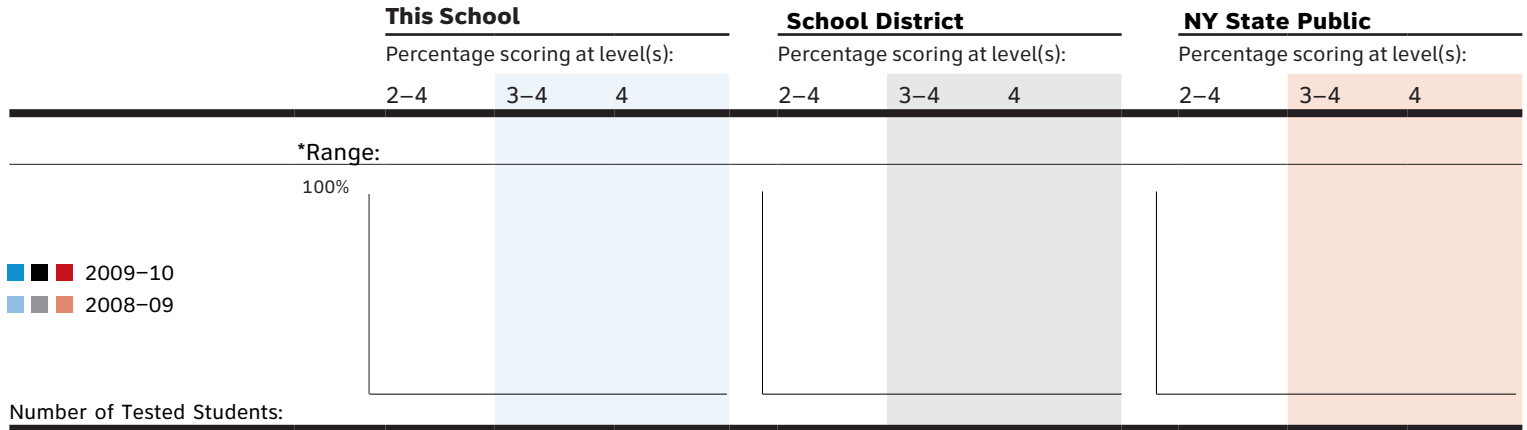 This School School District NY State Public
Percentage scoring at level(s): Percentage scoring at level(s): Percentage scoring at level(s):
2–4 3–4 4 2–4 3–4 4 2–4 3–4 4
*Range:
100%
2009–10
2008–09
Number of Tested Students: